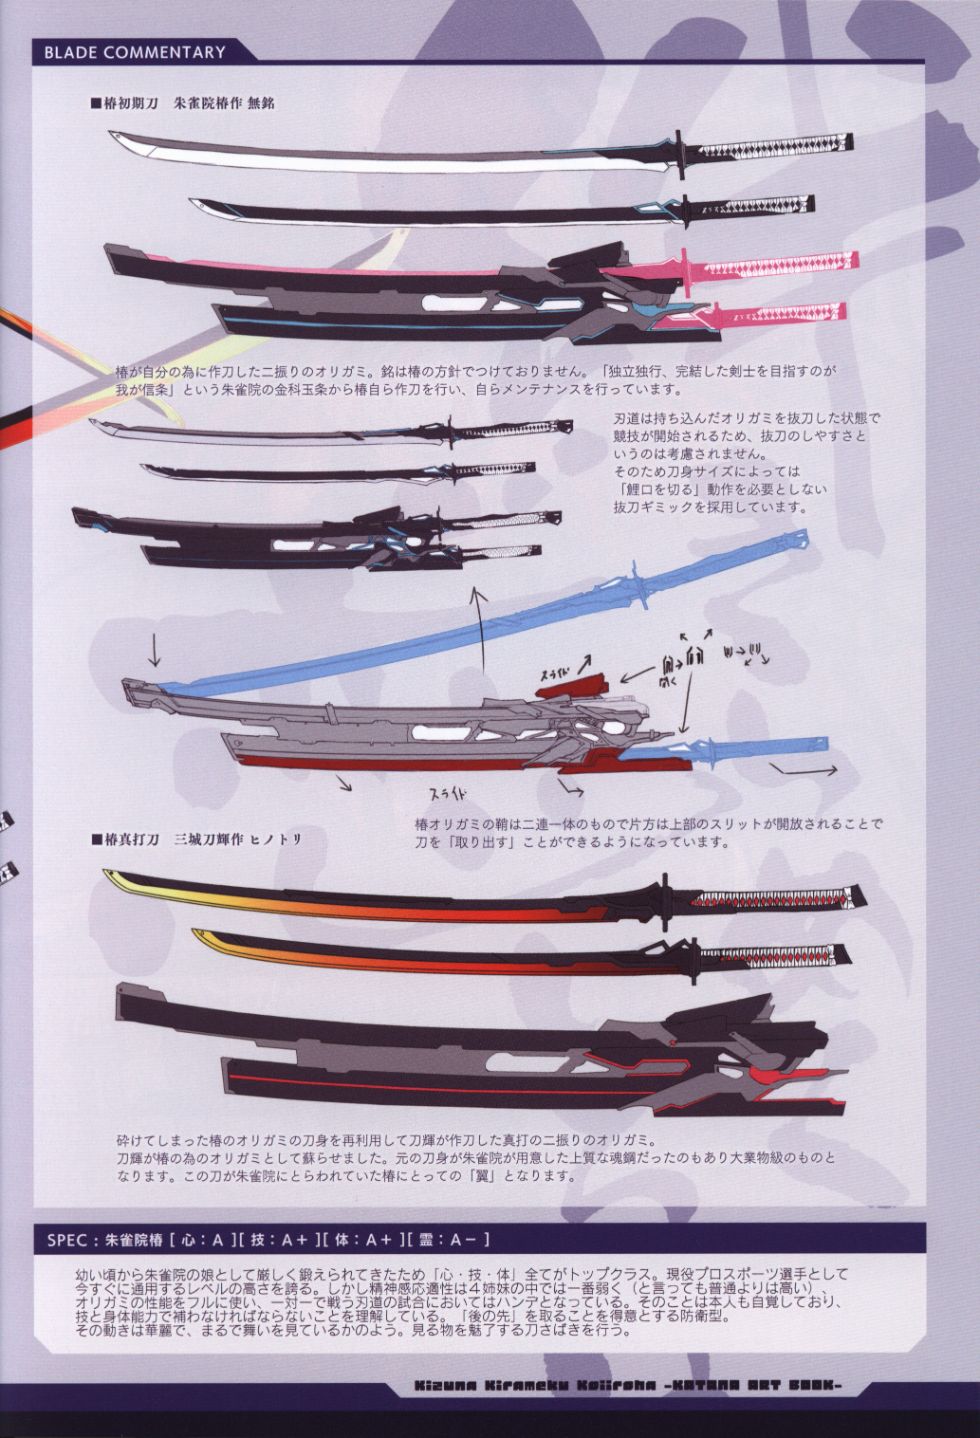 BLADE COMMENTARY
■椿初期刀　朱雀院椿作 無銘
椿が自分の為に作刀した二振りのオリガミ。銘は椿の方針でつけておりません。「独立独行、完結した剣士を目指すのが
我が信条」という朱雀院の金科玉条から椿自ら作刀を行い、自らメンテナンスを行っています。
刃道は持ち込んだオリガミを抜刀した状態で
競技が開始されるため、抜刀のしやすさと
いうのは考慮されません。
そのため刀身サイズによっては
「鯉口を切る」動作を必要としない
抜刀ギミックを採用しています。
スライド
開く
スライド
椿オリガミの鞘は二連一体のもので片方は上部のスリットが開放されることで
刀を「取り出す」ことができるようになっています。
■椿真打刀　三城刀輝作 ヒノトリ
砕けてしまった椿のオリガミの刀身を再利用して刀輝が作刀した真打の二振りのオリガミ。
刀輝が椿の為のオリガミとして蘇らせました。元の刀身が朱雀院が用意した上質な魂鋼だったのもあり大業物級のものと
なります。この刀が朱雀院にとらわれていた椿にとっての「翼」となります。
SPEC：朱雀院椿［ 心：A ］［ 技：A＋ ］［ 体：A＋ ］［ 霊：A－ ］
幼い頃から朱雀院の娘として厳しく鍛えられてきたため「心・技・体」全てがトップクラス。現役プロスポーツ選手として
今すぐに通用するレベルの高さを誇る。しかし精神感応適性は４姉妹の中では一番弱く（と言っても普通よりは高い）、
オリガミの性能をフルに使い、一対一で戦う刃道の試合においてはハンデとなっている。そのことは本人も自覚しており、
技と身体能力で補わなければならないことを理解している。「後の先」を取ることを得意とする防衛型。
その動きは華麗で、まるで舞いを見ているかのよう。見る物を魅了する刀さばきを行う。
Kizuna Kirameku Koiiroha -KATANA ART BOOK-